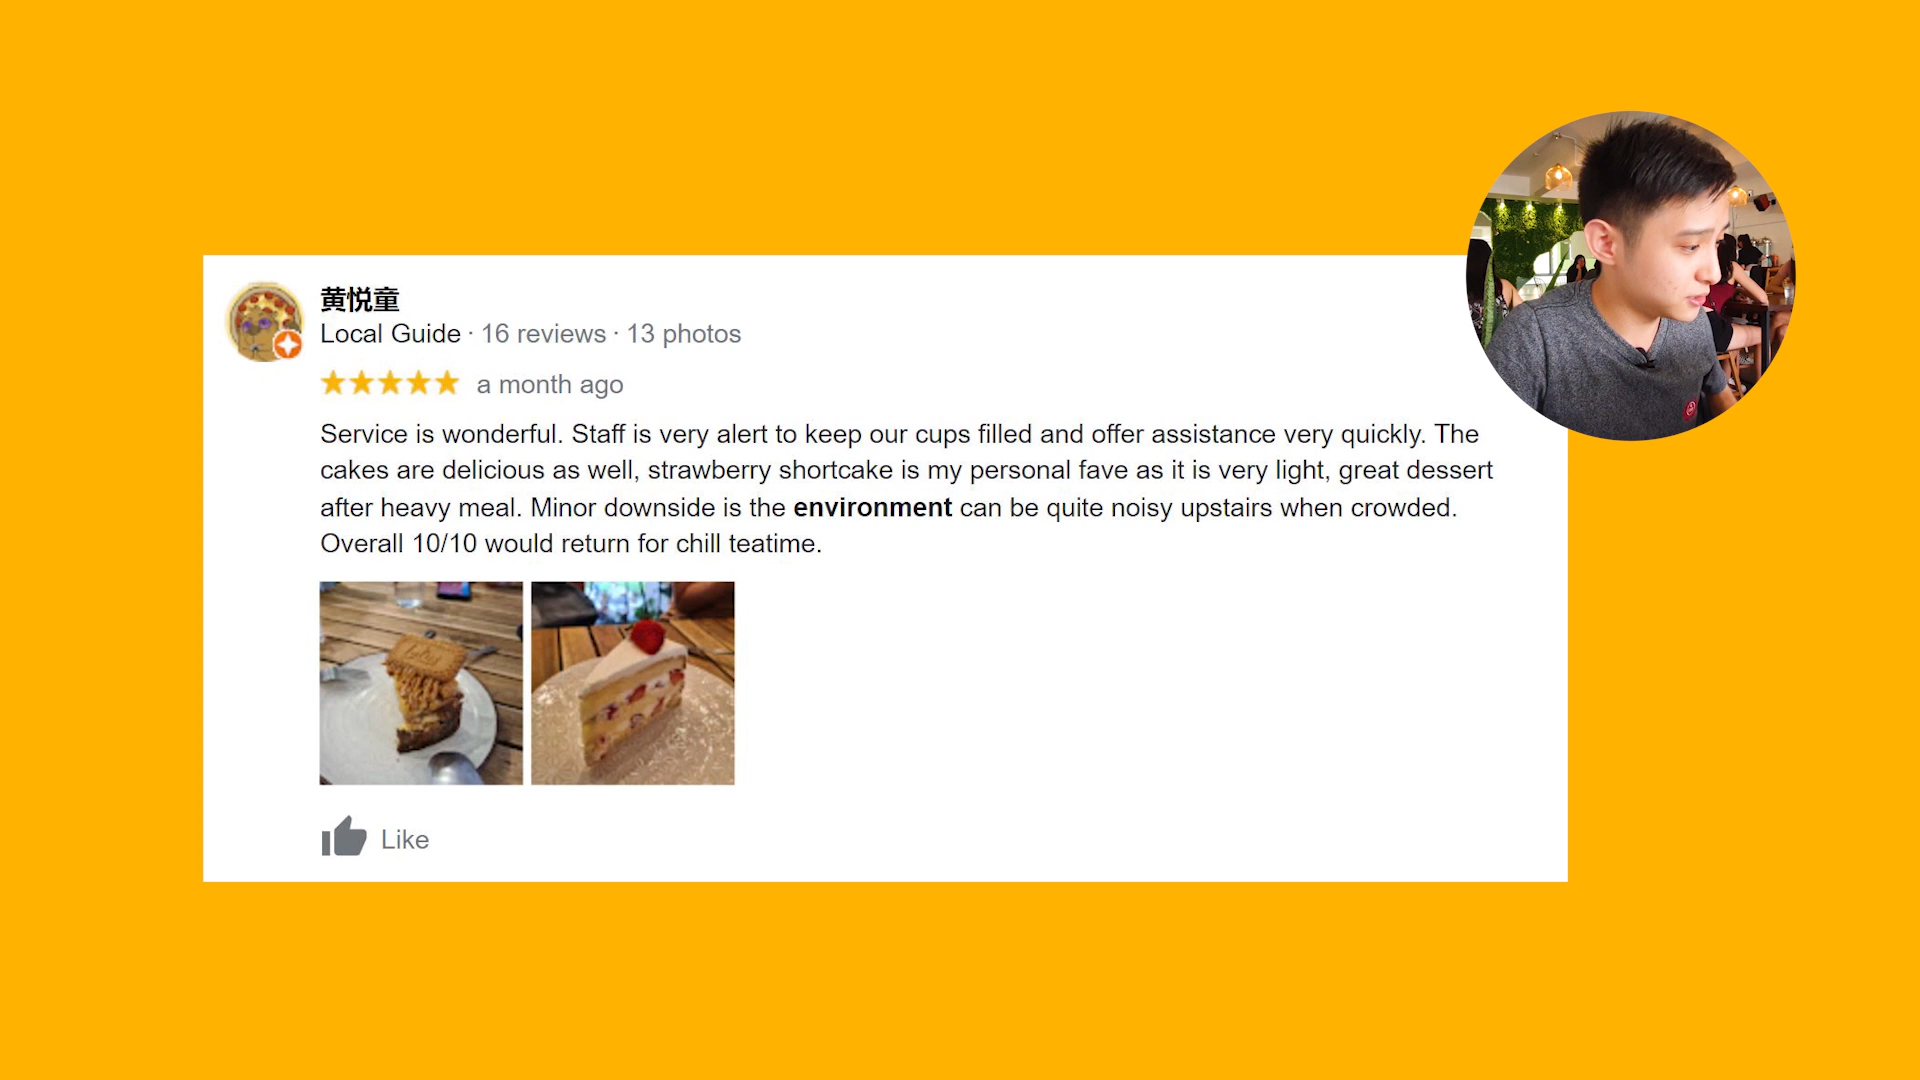 黄悦童
Local Guide · 16 reviews · 13 photos
a month ago
Service is wonderful. Staff is very alert to keep our cups filled and offer assistance very quickly. The
cakes are delicious as well, strawberry shortcake is my personal fave as it is very light, great dessert
after heavy meal. Minor downside is the environment can be quite noisy upstairs when crowded.
Overall 10/10 would return for chill teatime.
Like